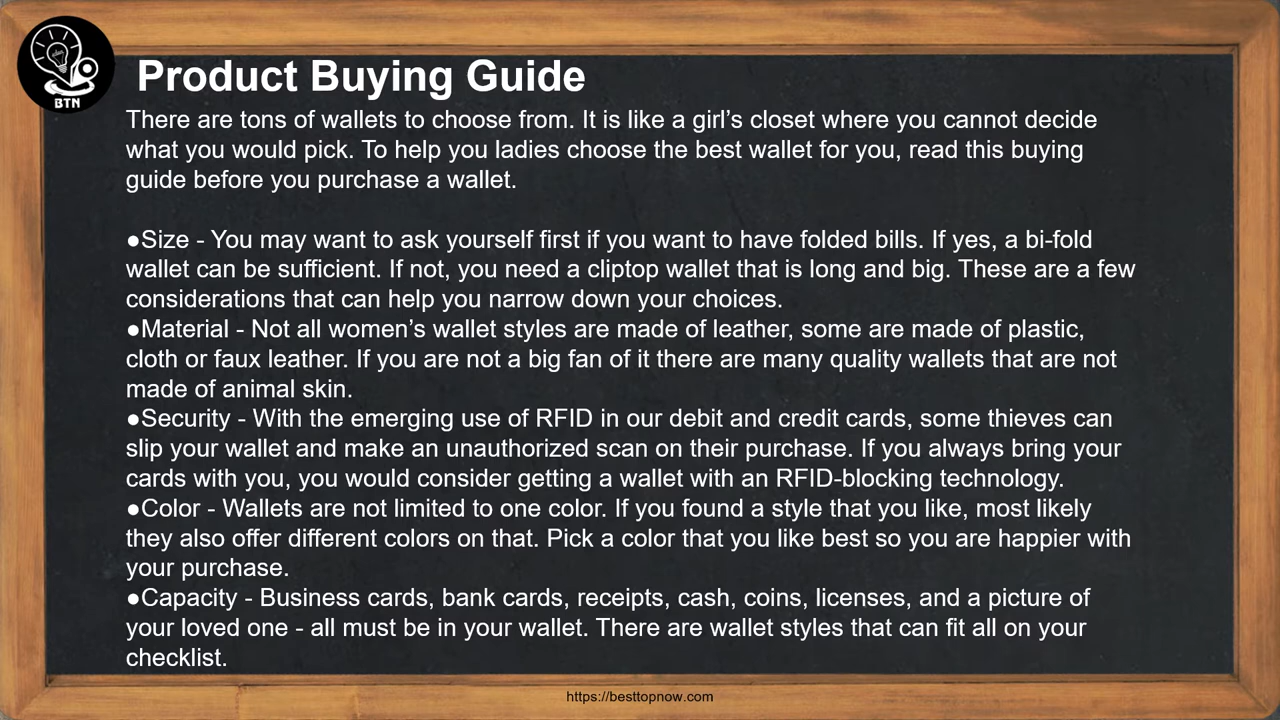 BTN
Product Buying Guide
There are tons of wallets to choose from. It is like a girl’s closet where you cannot decide
what you would pick. To help you ladies choose the best wallet for you, read this buying
guide before you purchase a wallet.
●Size - You may want to ask yourself first if you want to have folded bills. If yes, a bi-fold
wallet can be sufficient. If not, you need a cliptop wallet that is long and big. These are a few
considerations that can help you narrow down your choices.
●Material - Not all women’s wallet styles are made of leather, some are made of plastic,
cloth or faux leather. If you are not a big fan of it there are many quality wallets that are not
made of animal skin.
●Security - With the emerging use of RFID in our debit and credit cards, some thieves can
slip your wallet and make an unauthorized scan on their purchase. If you always bring your
cards with you, you would consider getting a wallet with an RFID-blocking technology.
●Color - Wallets are not limited to one color. If you found a style that you like, most likely
they also offer different colors on that. Pick a color that you like best so you are happier with
your purchase.
●Capacity - Business cards, bank cards, receipts, cash, coins, licenses, and a picture of
your loved one - all must be in your wallet. There are wallet styles that can fit all on your
checklist.
https://besttopnow.com